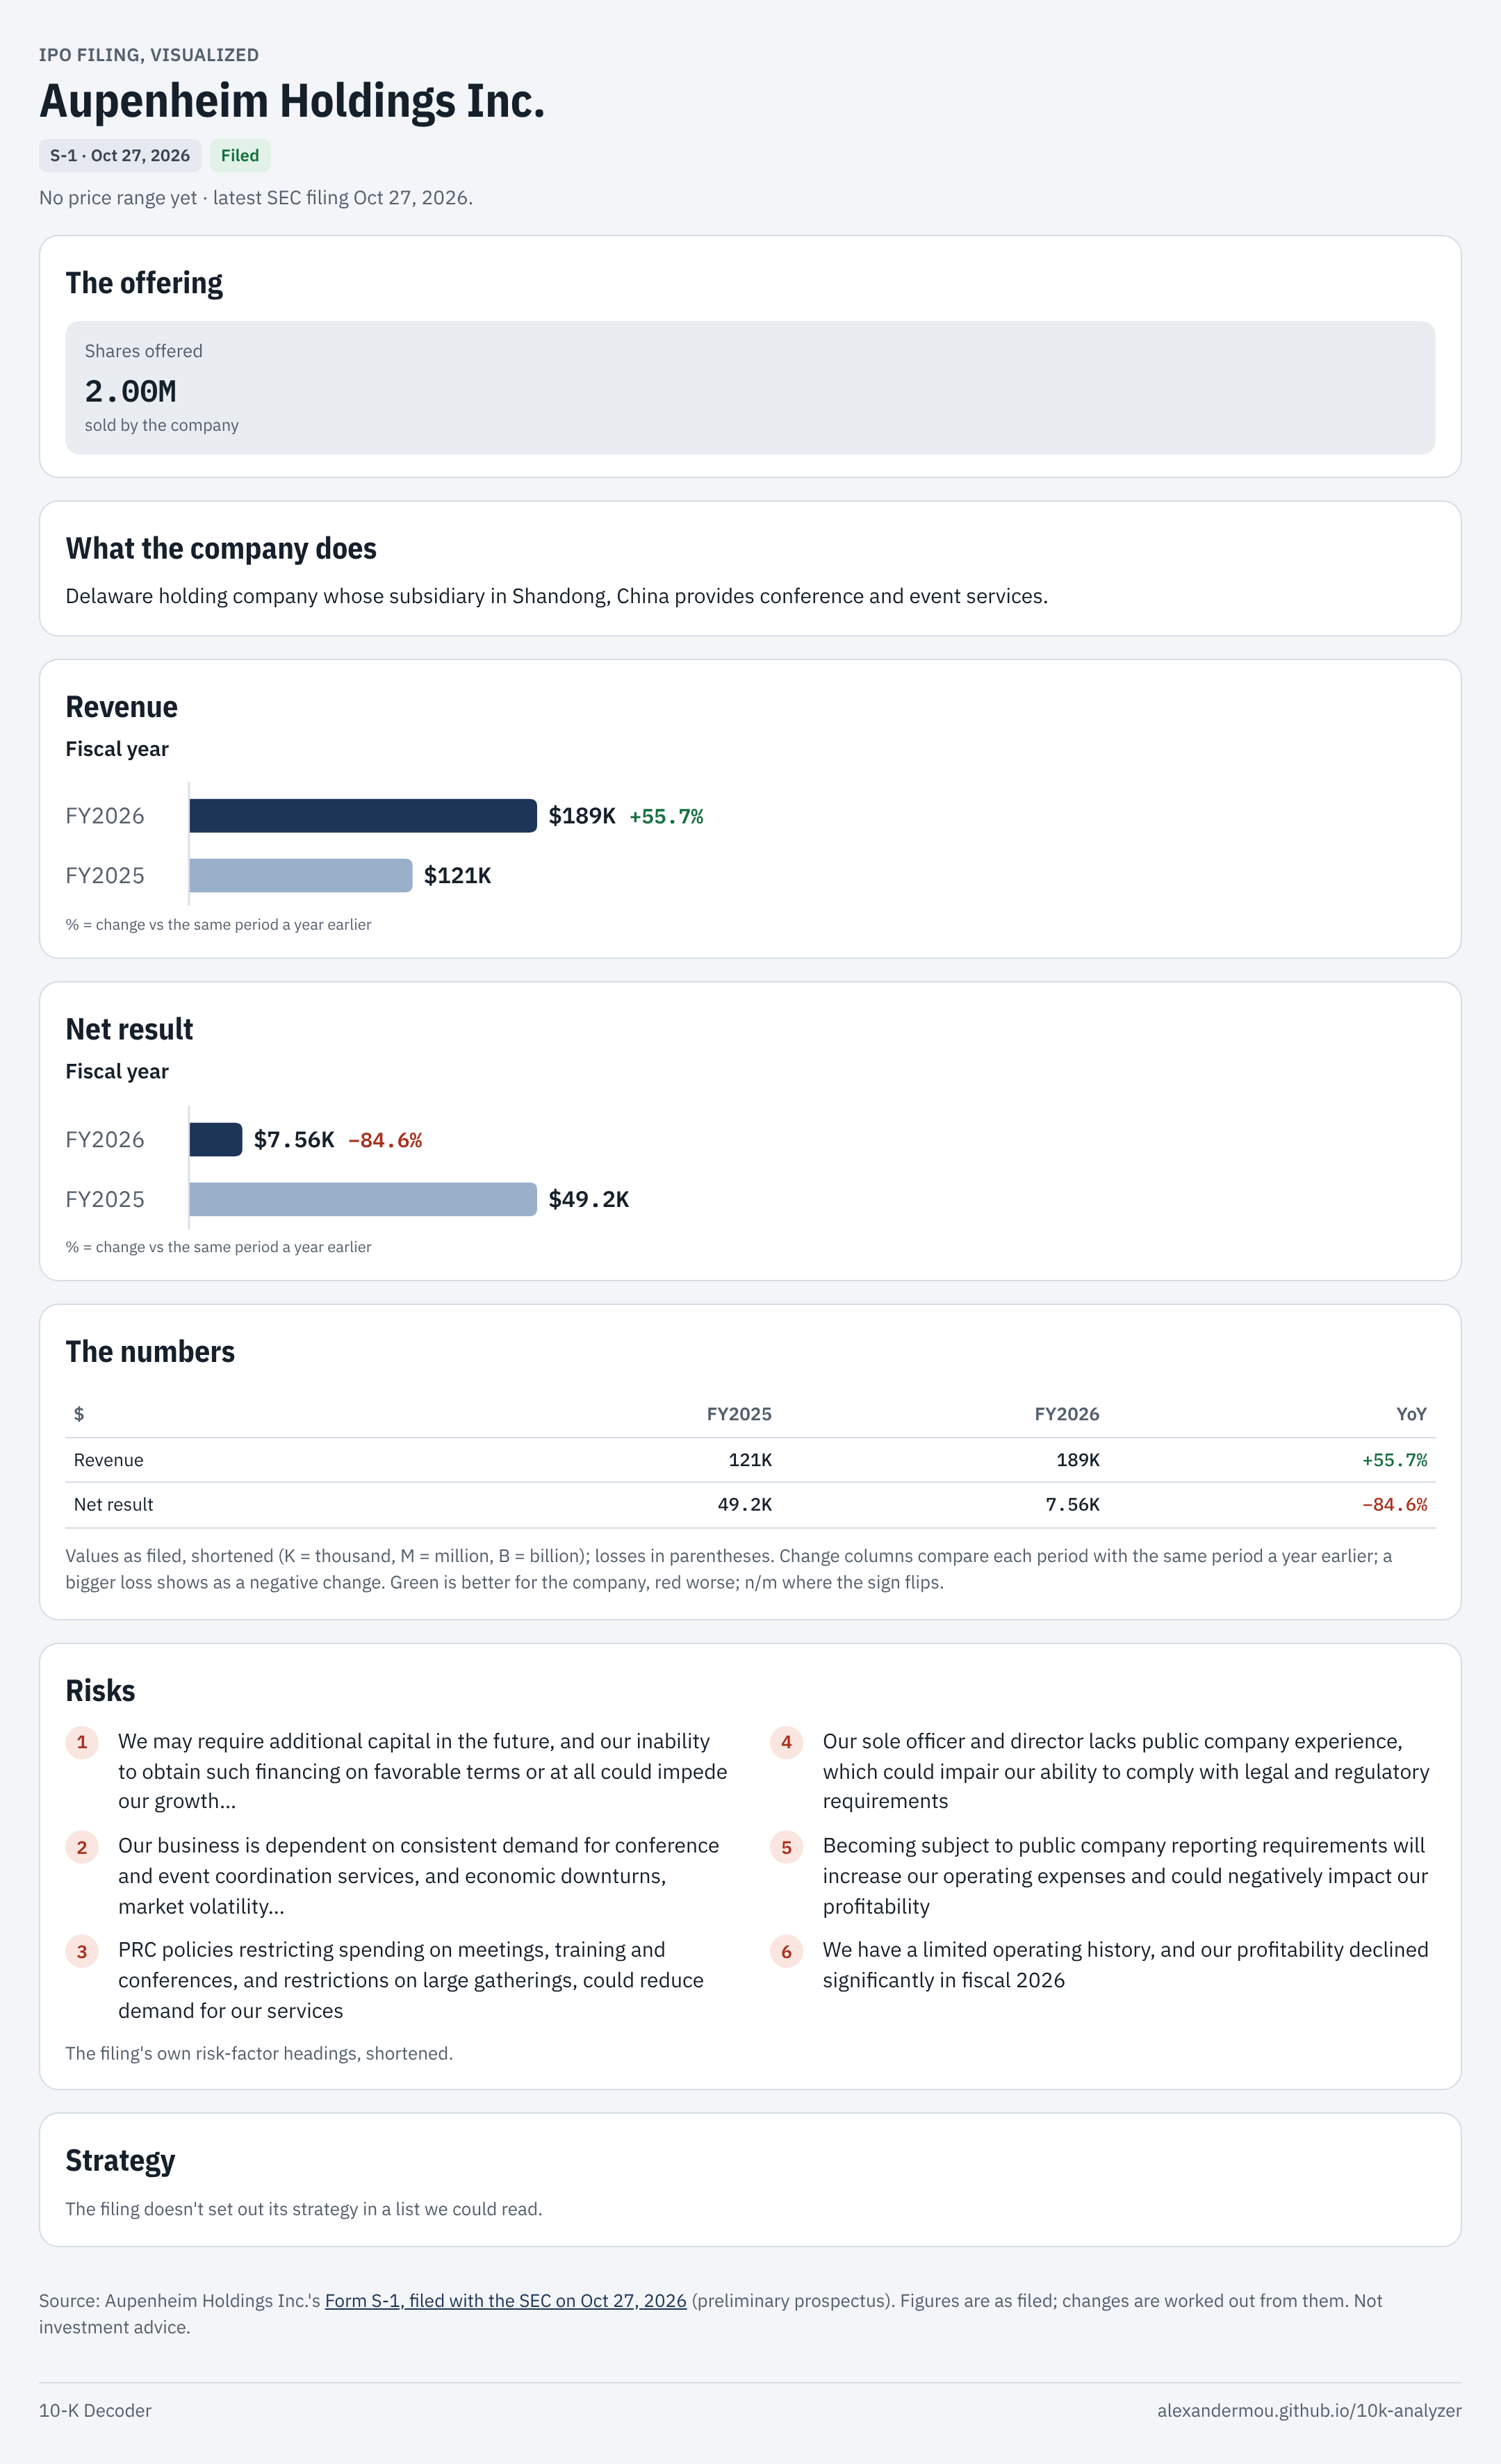 IPO FILING, VISUALIZED
Aupenheim Holdings Inc.
S-1 · Oct 27, 2026 Filed
No price range yet · latest SEC filing Oct 27, 2026.
The offering
Shares offered
2.00M
sold by the company
What the company does
Delaware holding company whose subsidiary in Shandong, China provides conference and event services.
Revenue
Fiscal year
FY2026 $189K +55.7%
FY2025 $121K
% = change vs the same period a year earlier
Net result
Fiscal year
FY2026 $7.56K −84.6%
FY2025 $49.2K
% = change vs the same period a year earlier
The numbers
$ FY2025 FY2026 YoY
Revenue 121K 189K +55.7%
Net result 49.2K 7.56K −84.6%
Values as filed, shortened (K = thousand, M = million, B = billion); losses in parentheses. Change columns compare each period with the same period a year earlier; a
bigger loss shows as a negative change. Green is better for the company, red worse; n/m where the sign flips.
Risks
1 We may require additional capital in the future, and our inability
to obtain such financing on favorable terms or at all could impede
our growth…
2 Our business is dependent on consistent demand for conference
and event coordination services, and economic downturns,
market volatility…
3 PRC policies restricting spending on meetings, training and
conferences, and restrictions on large gatherings, could reduce
demand for our services
4 Our sole officer and director lacks public company experience,
which could impair our ability to comply with legal and regulatory
requirements
5 Becoming subject to public company reporting requirements will
increase our operating expenses and could negatively impact our
profitability
6 We have a limited operating history, and our profitability declined
significantly in fiscal 2026
The filing's own risk-factor headings, shortened.
Strategy
The filing doesn't set out its strategy in a list we could read.
Source: Aupenheim Holdings Inc.'s Form S-1, filed with the SEC on Oct 27, 2026 (preliminary prospectus). Figures are as filed; changes are worked out from them. Not
investment advice.
10-K Decoder alexandermou.github.io/10k-analyzer